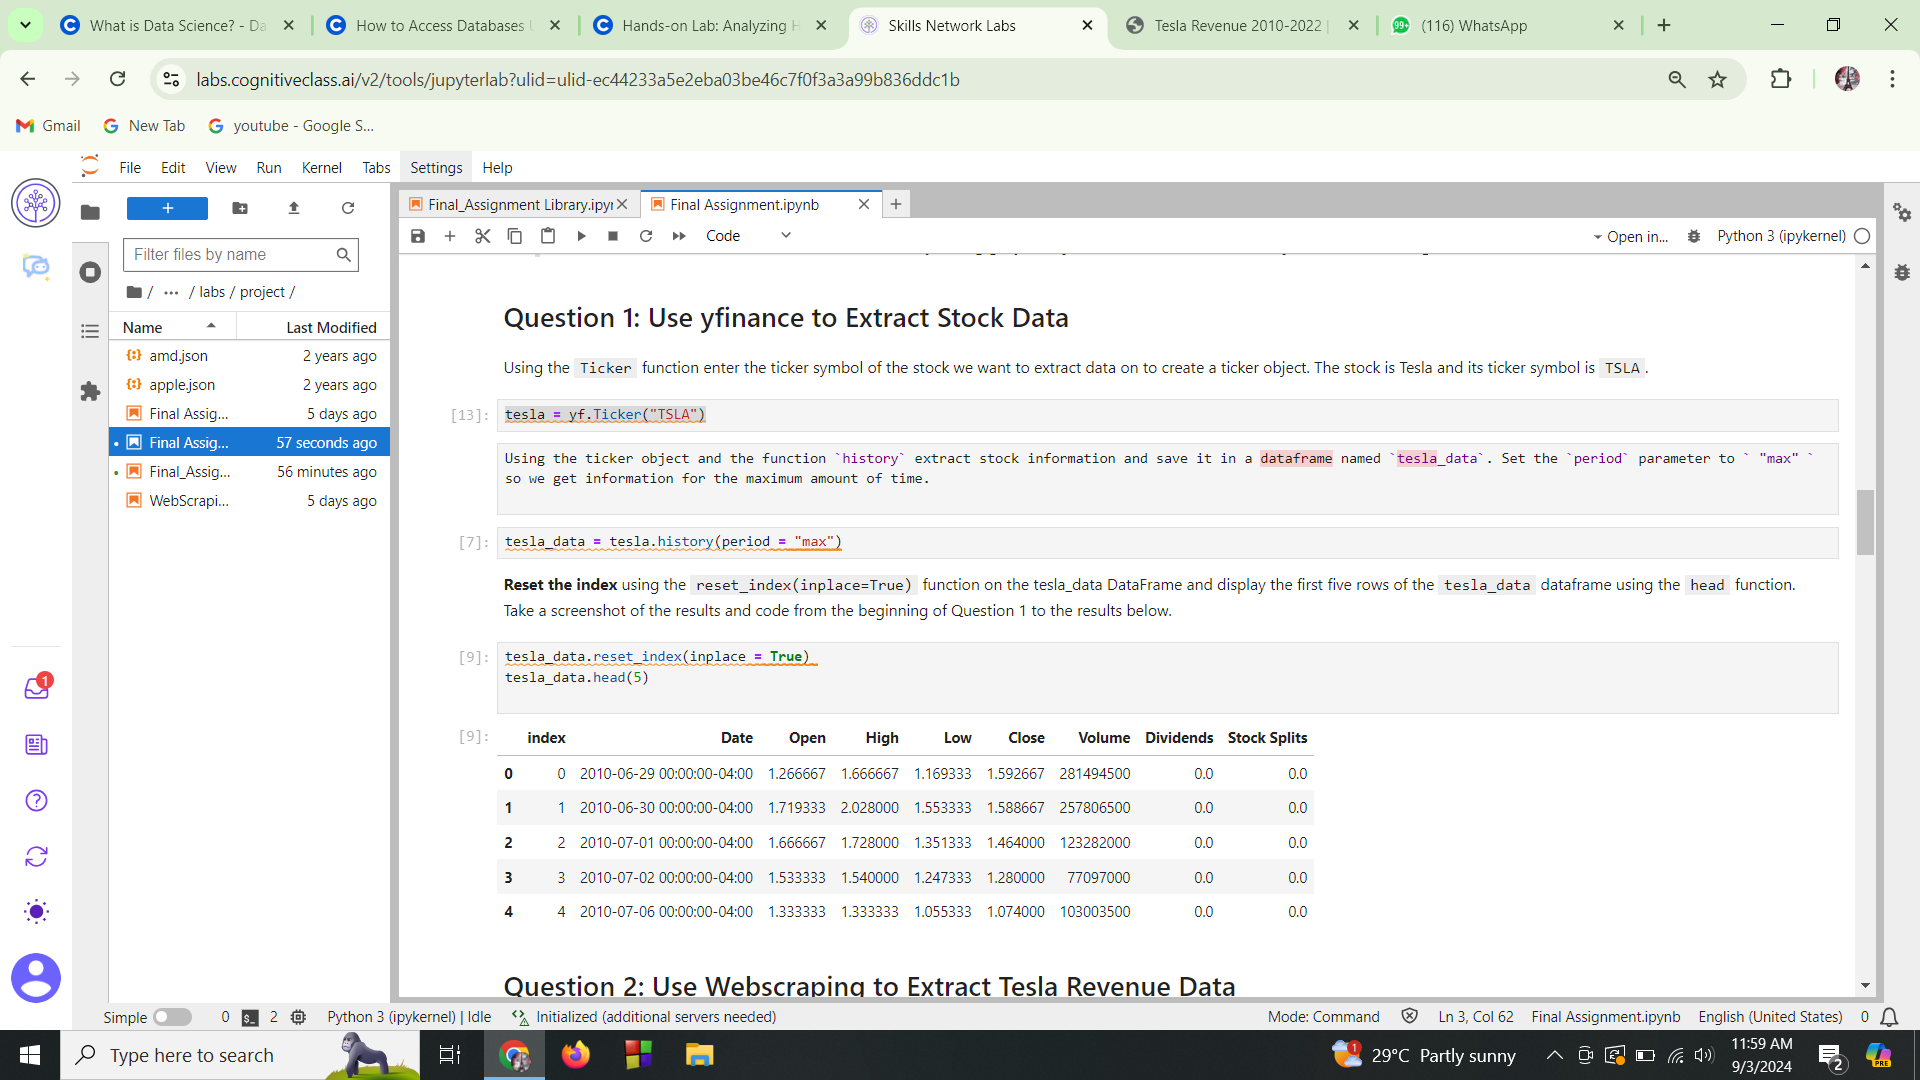 What is Data Science? - Da
How to Access Databases U
Hands-on Lab: Analyzing H
Skills Network Labs
Tesla Revenue 2010-2022 |
99+
(116) WhatsApp
labs.cognitiveclass.ai/v2/tools/jupyterlab?ulid=ulid-ec44233a5e2eba03be46c7f0f3a3a99b836ddc1b
Gmail
New Tab
youtube - Google S...
File Edit View Run Kernel Tabs Settings Help
Final_Assignment Library.ipyn
Final Assignment.ipynb
Code
Open in...
Python 3 (ipykernel)
Filter files by name
/ ... / labs / project /
Name Last Modified
amd.json 2 years ago
apple.json 2 years ago
Final Assig... 5 days ago
Final Assig... 57 seconds ago
Final_Assig... 56 minutes ago
WebScrapi... 5 days ago
1
Question 1: Use yfinance to Extract Stock Data
Using the Ticker function enter the ticker symbol of the stock we want to extract data on to create a ticker object. The stock is Tesla and its ticker symbol is TSLA.
[13]: tesla = yf.Ticker("TSLA")
Using the ticker object and the function `history` extract stock information and save it in a dataframe named `tesla_data`. Set the `period` parameter to ` "max" `
so we get information for the maximum amount of time.
[7]: tesla_data = tesla.history(period = "max")
Reset the index using the reset_index(inplace=True) function on the tesla_data DataFrame and display the first five rows of the tesla_data dataframe using the head function.
Take a screenshot of the results and code from the beginning of Question 1 to the results below.
[9]: tesla_data.reset_index(inplace = True)
tesla_data.head(5)
[9]: index Date Open High Low Close Volume Dividends Stock Splits
0 0 2010-06-29 00:00:00-04:00 1.266667 1.666667 1.169333 1.592667 281494500 0.0 0.0
1 1 2010-06-30 00:00:00-04:00 1.719333 2.028000 1.553333 1.588667 257806500 0.0 0.0
2 2 2010-07-01 00:00:00-04:00 1.666667 1.728000 1.351333 1.464000 123282000 0.0 0.0
3 3 2010-07-02 00:00:00-04:00 1.533333 1.540000 1.247333 1.280000 77097000 0.0 0.0
4 4 2010-07-06 00:00:00-04:00 1.333333 1.333333 1.055333 1.074000 103003500 0.0 0.0
Question 2: Use Webscraping to Extract Tesla Revenue Data
Simple 0 2 Python 3 (ipykernel) | Idle Initialized (additional servers needed)
Mode: Command Ln 3, Col 62 Final Assignment.ipynb English (United States) 0
Type here to search
1
29°C Partly sunny
11:59 AM
9/3/2024
2
PRE